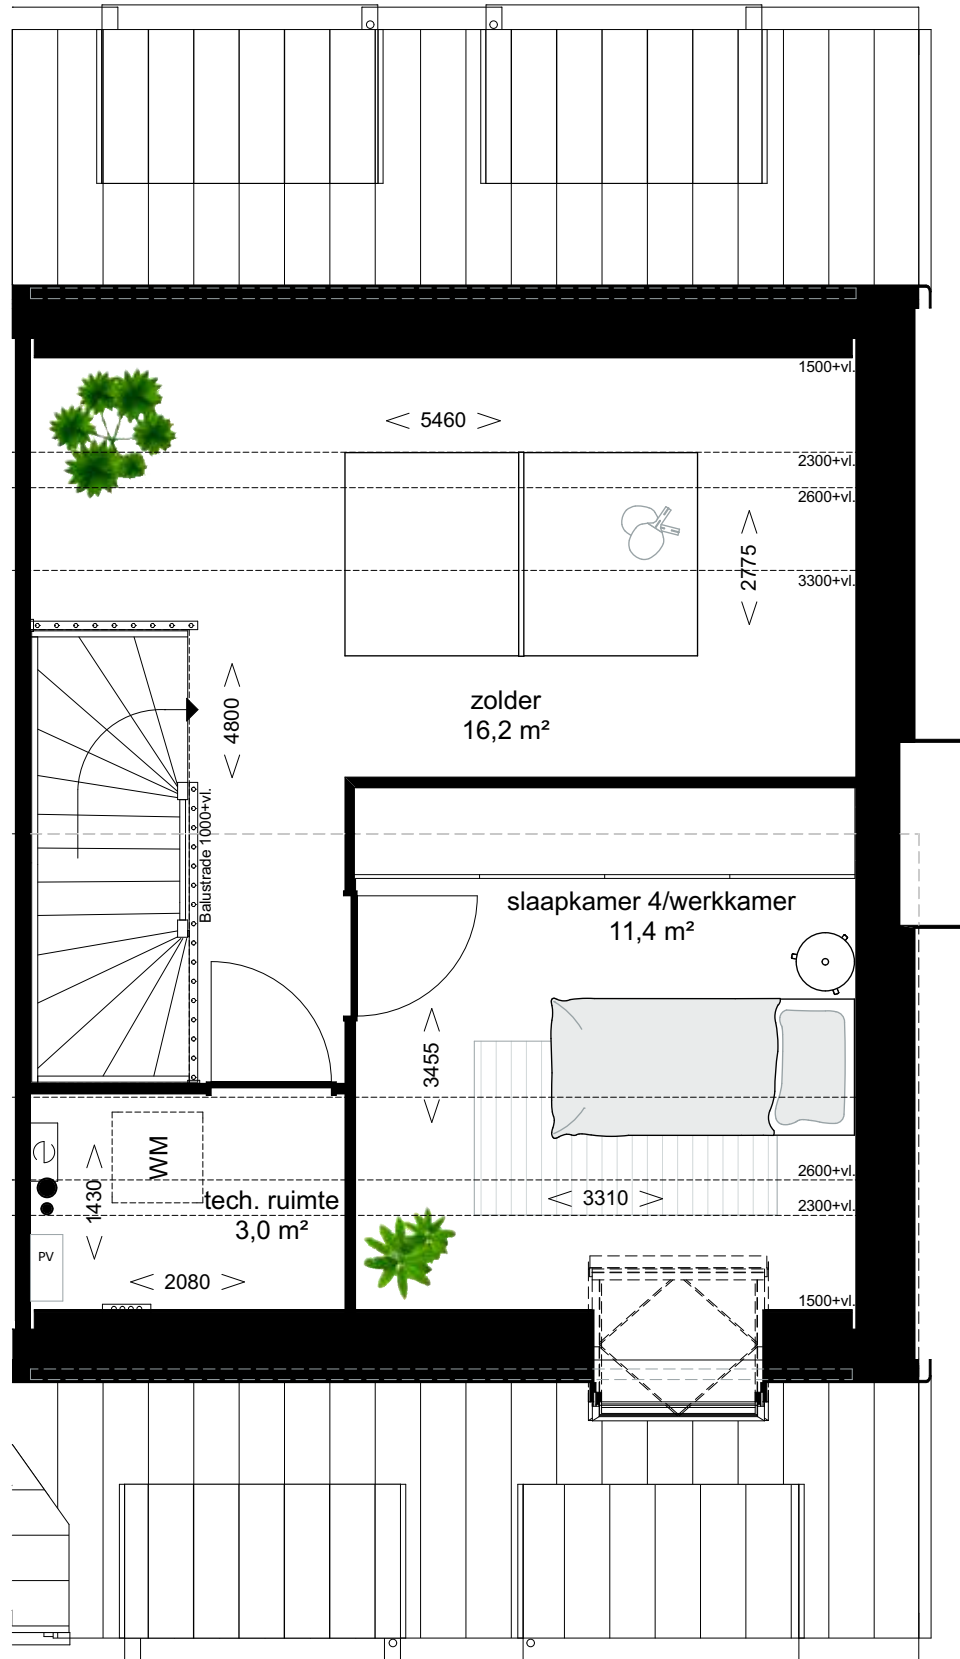 1500+vl.
5460
2300+vl.
2600+vl.
2775
3300+vl.
4800
zolder
16,2 m²
Balustrade 1000+vl.
slaapkamer 4/werkkamer
11,4 m²
3455
e
WM
1430
tech. ruimte
3,0 m²
2600+vl.
3310
2300+vl.
PV
2080
1500+vl.